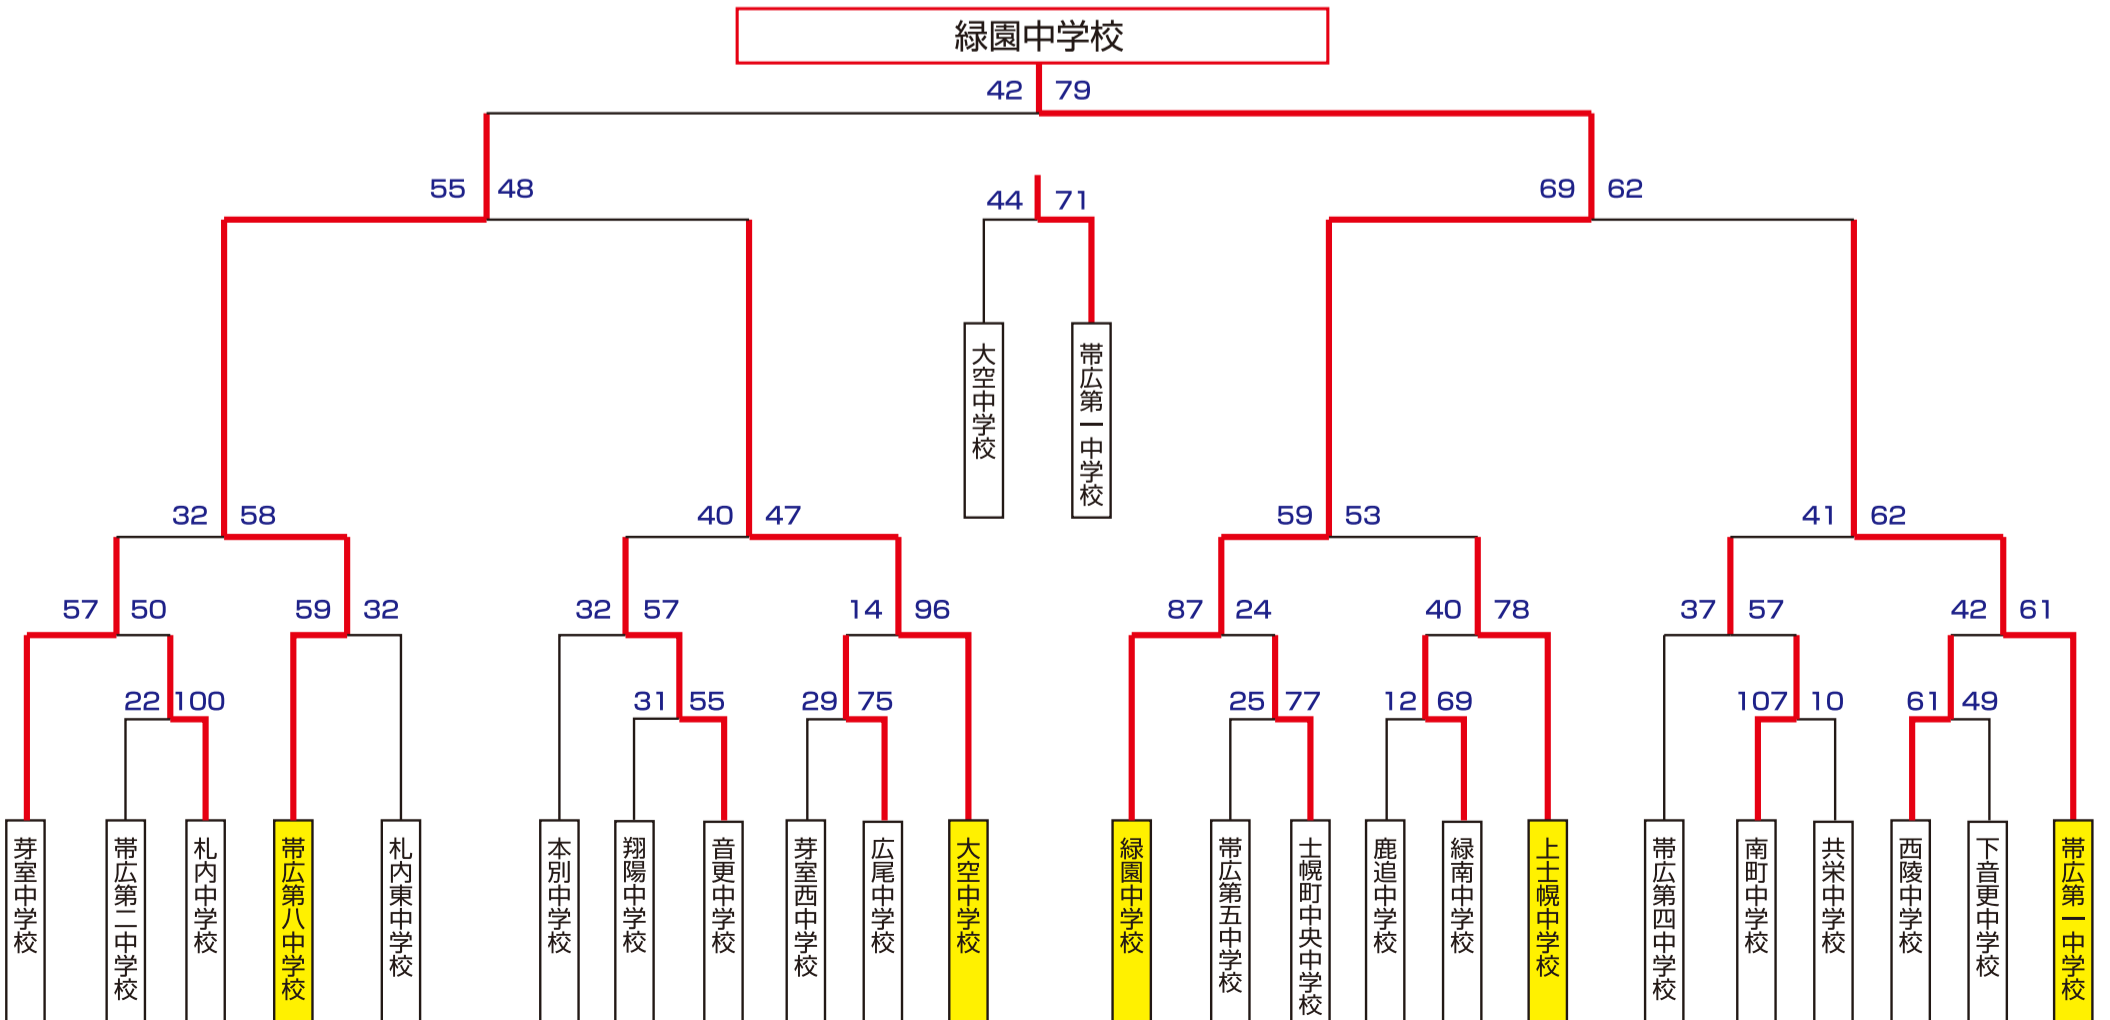 緑園中学校
42 79
55 48
44 71
69 62
大空中学校
帯広第一中学校
32 58
40 47
59 53
41 62
57 50
59 32
32 57
14 96
87 24
40 78
37 57
42 61
22 100
31 55
29 75
25 77
12 69
107 10
61 49
芽室中学校
帯広第二中学校
札内中学校
帯広第八中学校
札内東中学校
本別中学校
翔陽中学校
音更中学校
芽室西中学校
広尾中学校
大空中学校
緑園中学校
帯広第五中学校
士幌町中央中学校
鹿追中学校
緑南中学校
上士幌中学校
帯広第四中学校
南町中学校
共栄中学校
西陵中学校
下音更中学校
帯広第一中学校